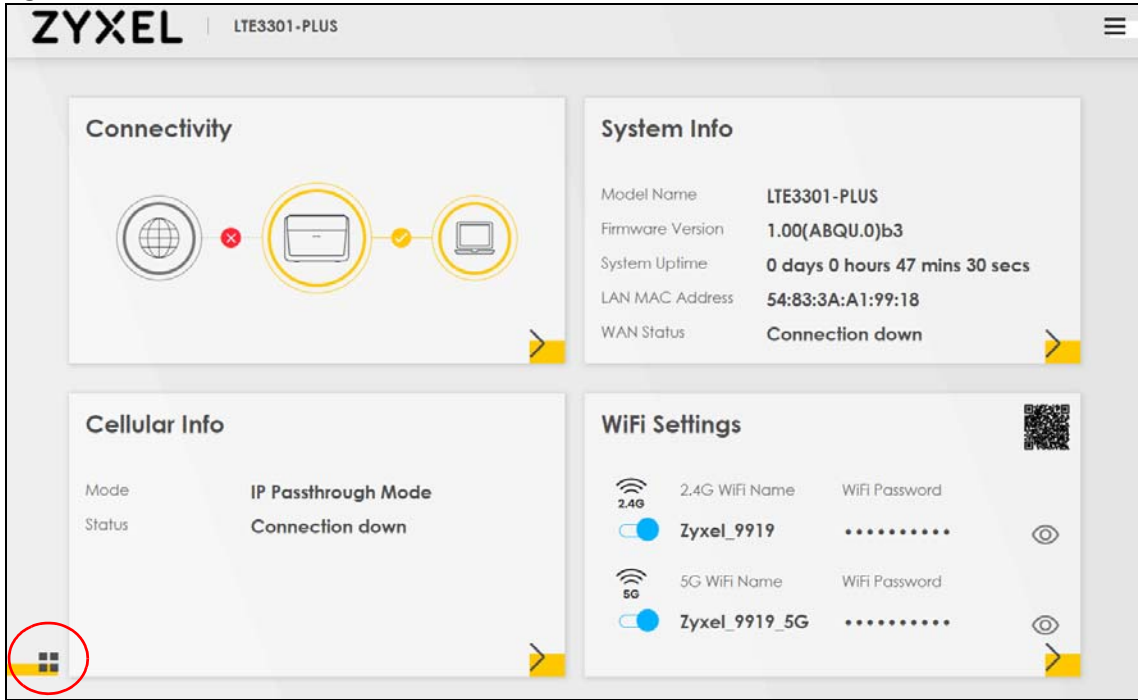 ZYXEL LTE3301-PLUS
Connectivity
System Info
Model Name LTE3301-PLUS
Firmware Version 1.00(ABQU.0)b3
System Uptime 0 days 0 hours 47 mins 30 secs
LAN MAC Address 54:83:3A:A1:99:18
WAN Status Connection down
Cellular Info
Mode IP Passthrough Mode
Status Connection down
WiFi Settings
2.4G 2.4G WiFi Name WiFi Password
Zyxel_9919 ••••••••••
5G 5G WiFi Name WiFi Password
Zyxel_9919_5G ••••••••••